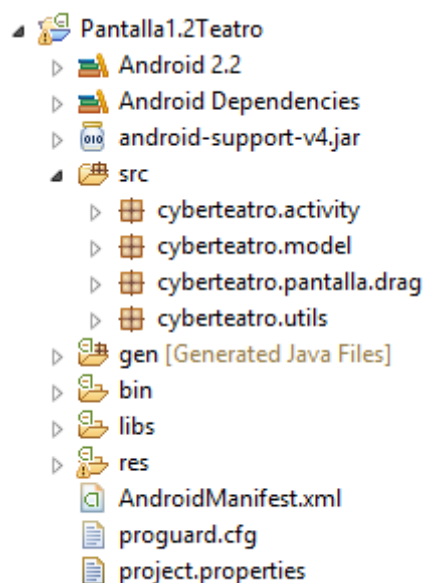 Pantalla1.2Teatro
Android 2.2
Android Dependencies
android-support-v4.jar
src
cyberteatro.activity
cyberteatro.model
cyberteatro.pantalla.drag
cyberteatro.utils
gen [Generated Java Files]
bin
libs
res
AndroidManifest.xml
proguard.cfg
project.properties